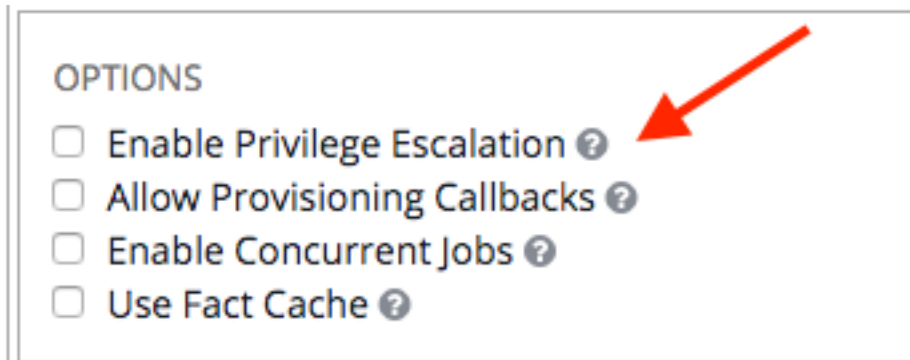 OPTIONS
Enable Privilege Escalation ?
Allow Provisioning Callbacks ?
Enable Concurrent Jobs ?
Use Fact Cache ?